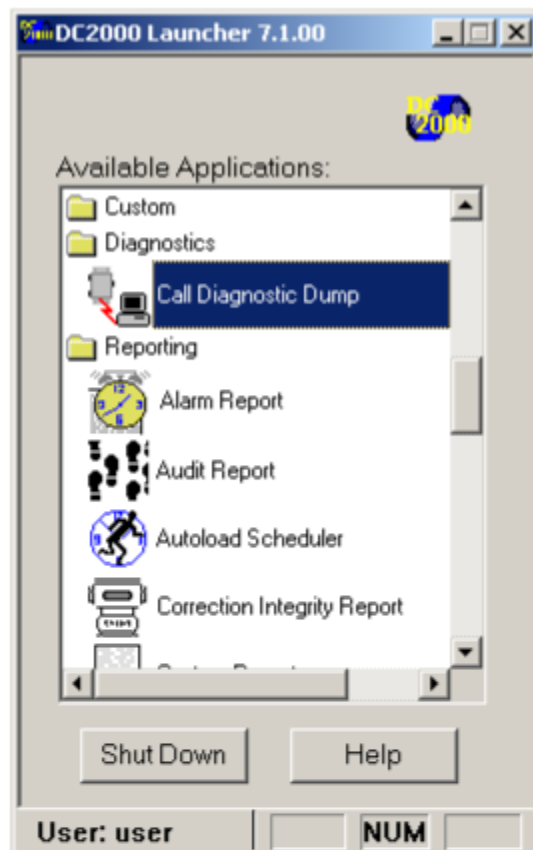 DC2000 Launcher 7.1.00
DC
2000
Available Applications:
Custom
Diagnostics
Call Diagnostic Dump
Reporting
Alarm Report
Audit Report
Autoload Scheduler
Correction Integrity Report
Shut Down
Help
User: user
NUM